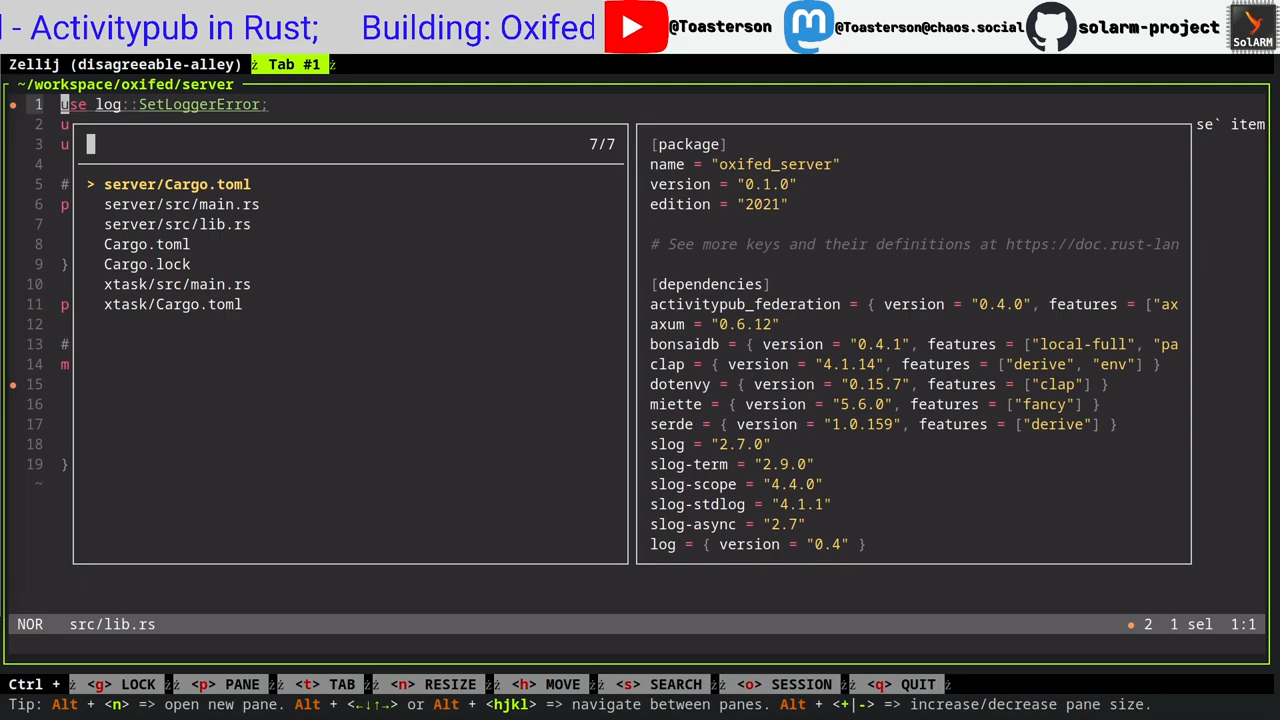 - Activitypub in Rust;    Building: Oxifed
@Toasterson
@Toasterson@chaos.social
solarm-project
SolARM
Zellij (disagreeable-alley)  Tab #1
~/workspace/oxifed/server
1 use log::SetLoggerError;
2 u
se` item
3 u
4
5 #
6 p
7
8
9 }
10
11 p
12
13 #
14 m
15
16
17
18
19 }
~
7/7
> server/Cargo.toml
server/src/main.rs
server/src/lib.rs
Cargo.toml
Cargo.lock
xtask/src/main.rs
xtask/Cargo.toml
[package]
name = "oxifed_server"
version = "0.1.0"
edition = "2021"
# See more keys and their definitions at https://doc.rust-lan
[dependencies]
activitypub_federation = { version = "0.4.0", features = ["ax
axum = "0.6.12"
bonsaidb = { version = "0.4.1", features = ["local-full", "pa
clap = { version = "4.1.14", features = ["derive", "env"] }
dotenvy = { version = "0.15.7", features = ["clap"] }
miette = { version = "5.6.0", features = ["fancy"] }
serde = { version = "1.0.159", features = ["derive"] }
slog = "2.7.0"
slog-term = "2.9.0"
slog-scope = "4.4.0"
slog-stdlog = "4.1.1"
slog-async = "2.7"
log = { version = "0.4" }
NOR   src/lib.rs   ● 2  1 sel  1:1
Ctrl +  <g> LOCK  <p> PANE  <t> TAB  <n> RESIZE  <h> MOVE  <s> SEARCH  <o> SESSION  <q> QUIT
Tip: Alt + <n> => open new pane. Alt + <←↓↑→> or Alt + <hjkl> => navigate between panes. Alt + <+|-> => increase/decrease pane size.